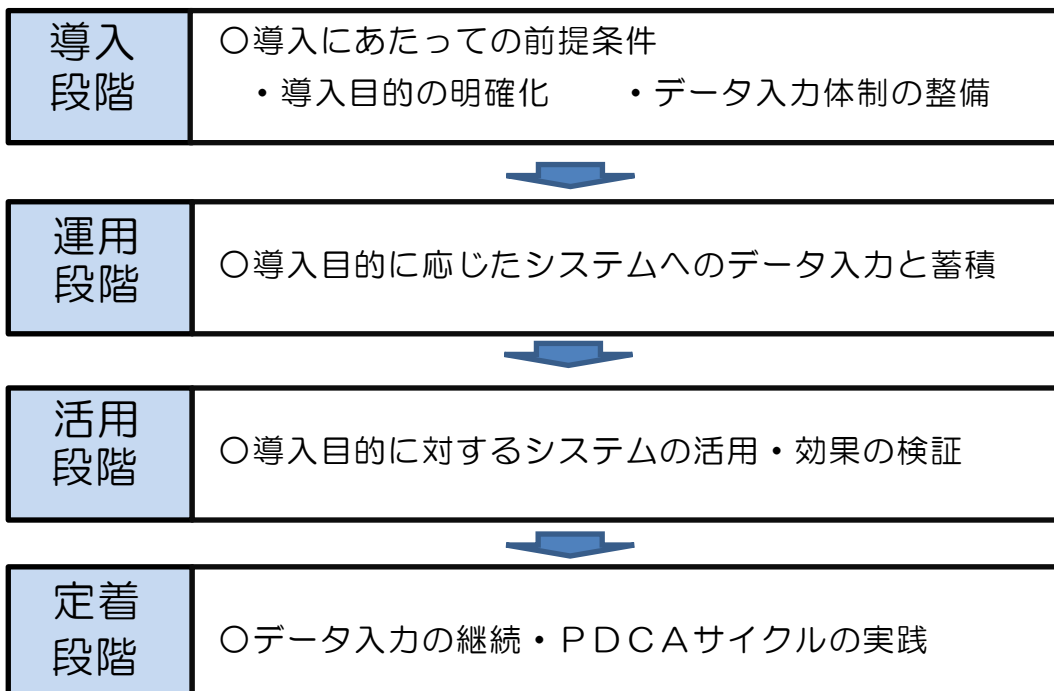 導入
段階
〇導入にあたっての前提条件
・導入目的の明確化　・データ入力体制の整備
運用
段階
〇導入目的に応じたシステムへのデータ入力と蓄積
活用
段階
〇導入目的に対するシステムの活用・効果の検証
定着
段階
〇データ入力の継続・ＰＤＣＡサイクルの実践